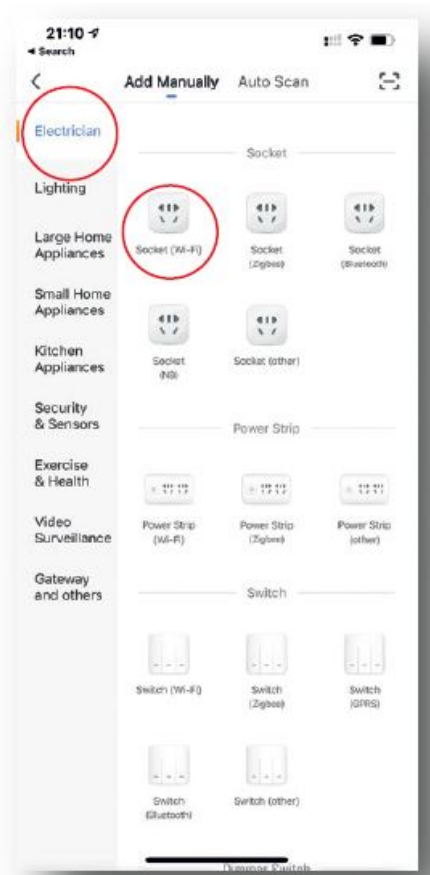 21:10
Search
Add Manually Auto Scan
Electrician
Lighting
Large Home
Appliances
Small Home
Appliances
Kitchen
Appliances
Security
& Sensors
Exercise
& Health
Video
Surveillance
Gateway
and others
Socket
Socket (Wi-Fi)
Socket
(Zigbee)
Socket
(Bluetooth)
Socket
(NB)
Socket (other)
Power Strip
Power Strip
(Wi-Fi)
Power Strip
(Zigbee)
Power Strip
(other)
Switch
Switch (Wi-Fi)
Switch
(Zigbee)
Switch
(GPRS)
Switch
(Bluetooth)
Switch (other)
Dimmer Switch